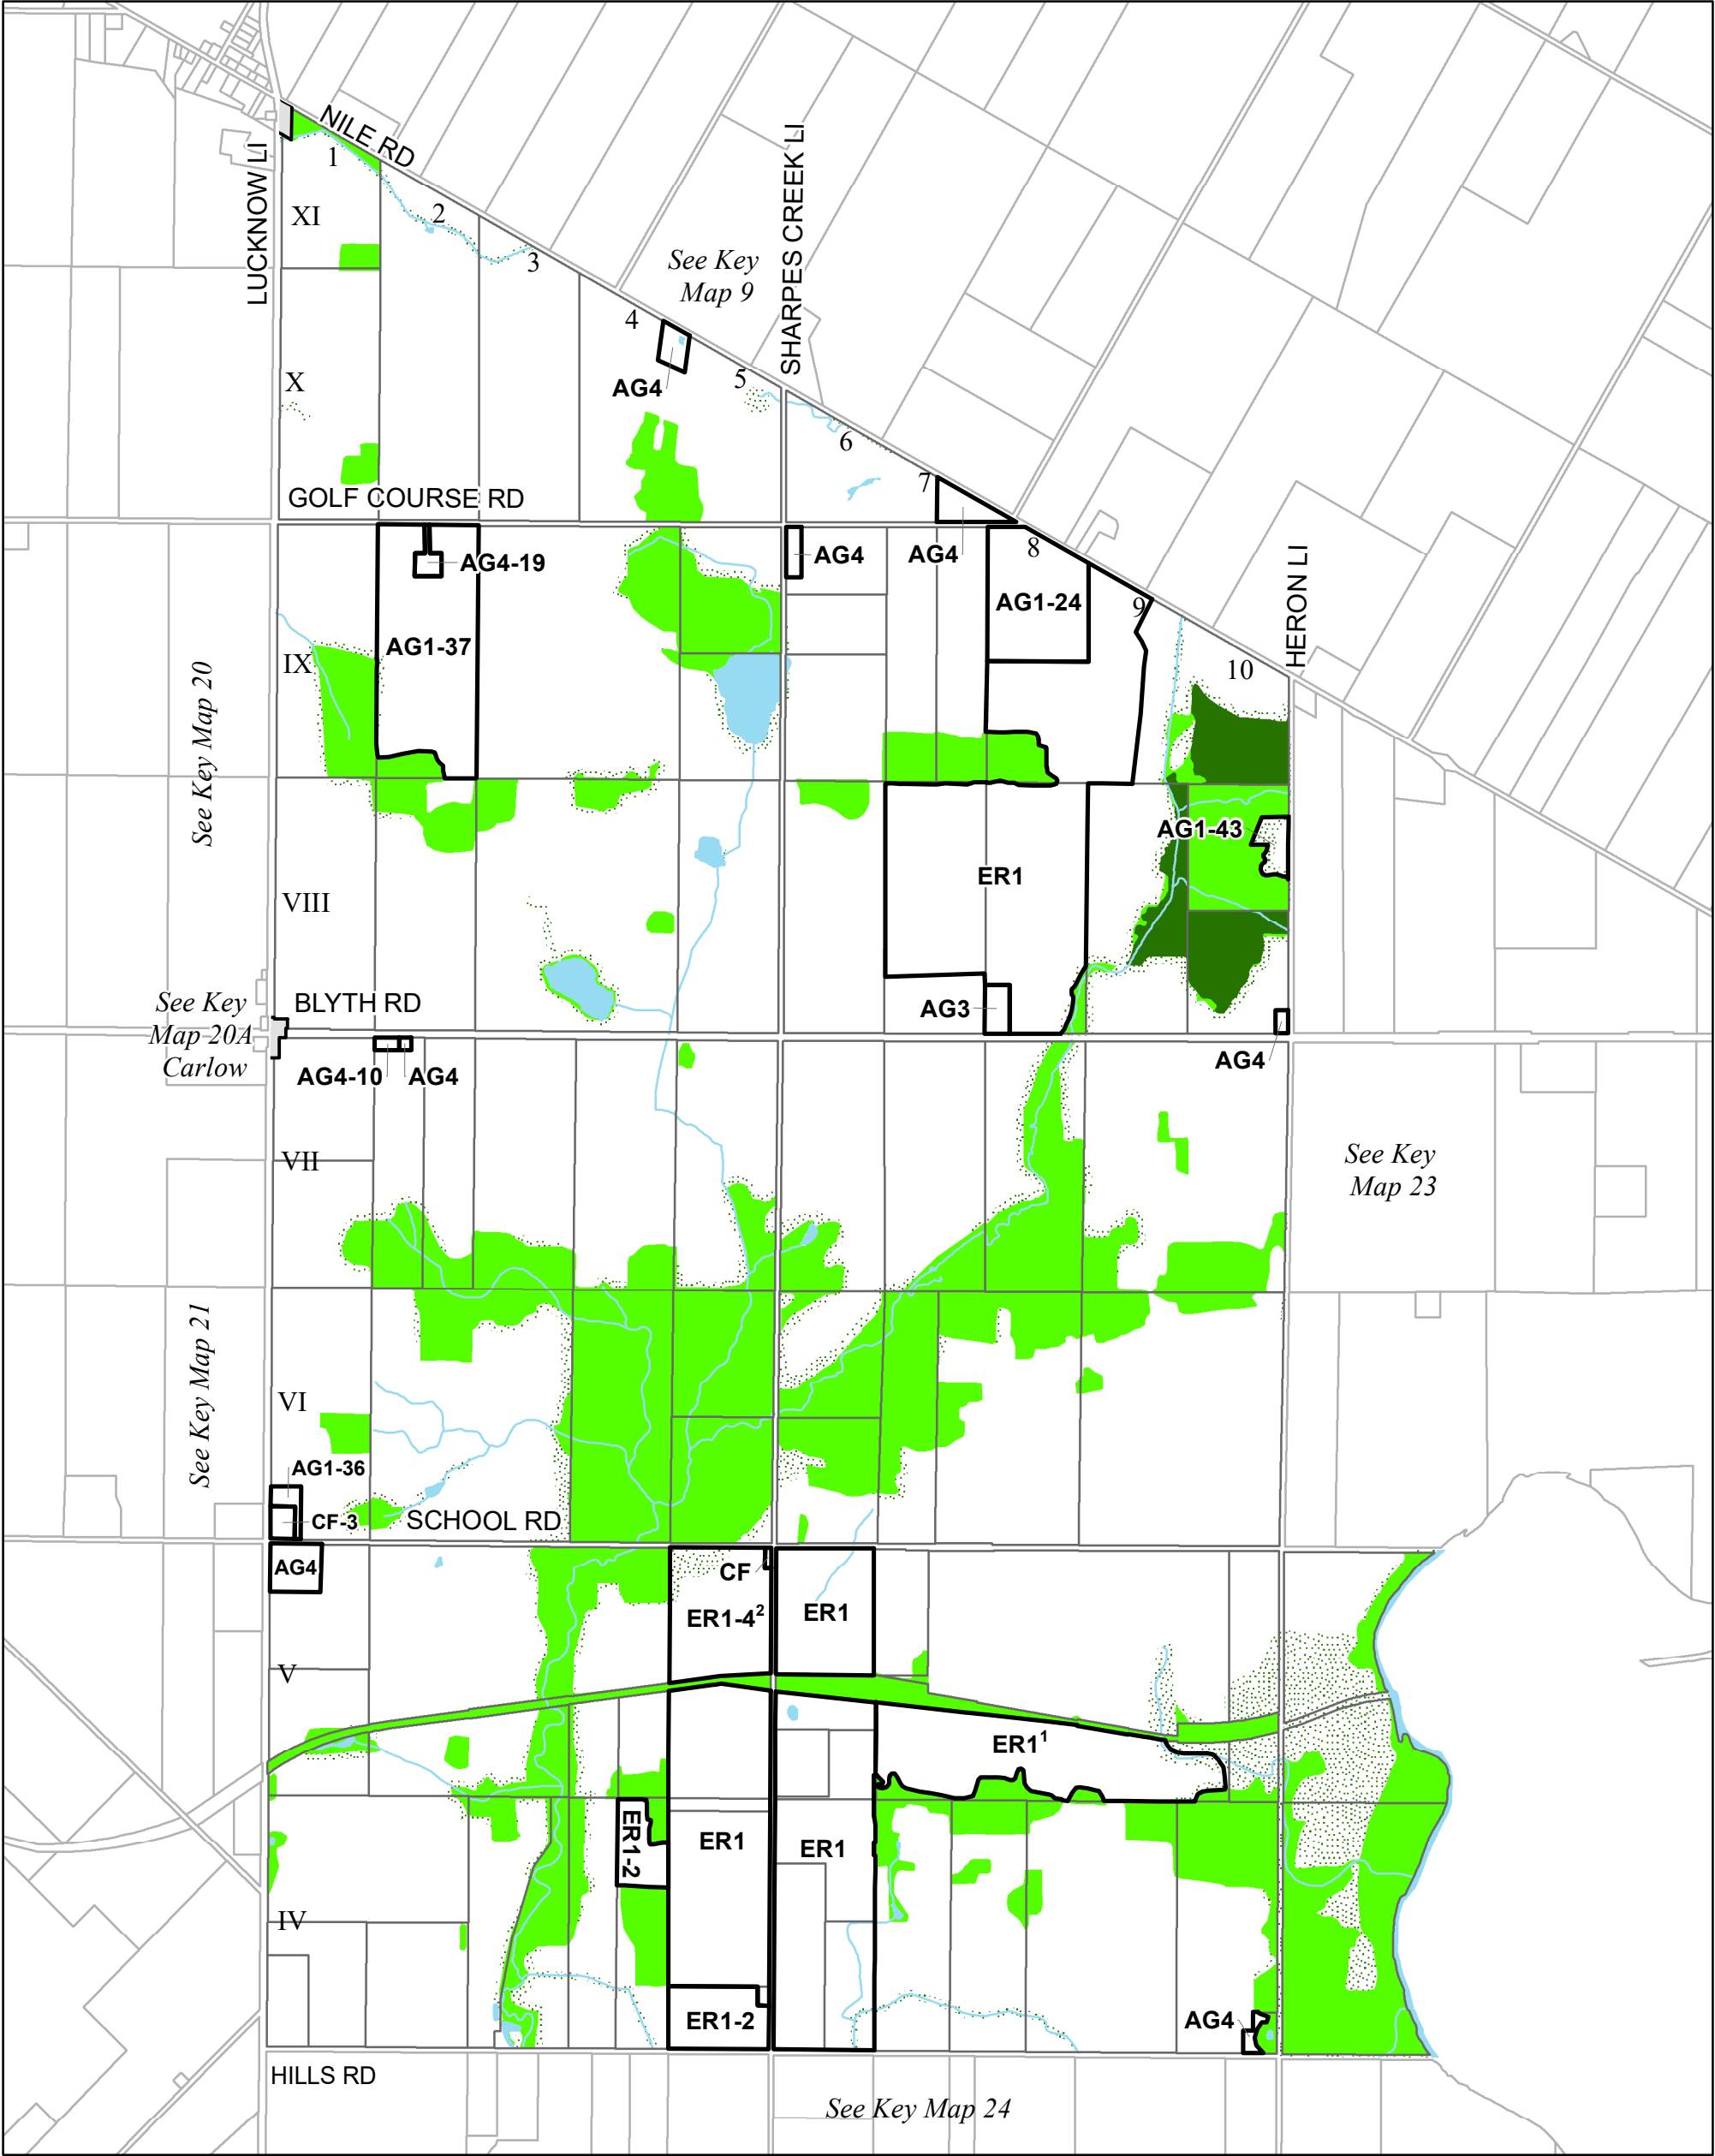 NILE RD
LUCKNOW LI
SHARPES CREEK LI
1
XI
2
3
See Key
Map 9
4
X
AG4
5
6
7
GOLF COURSE RD
AG4-19
AG4
AG4
8
HERON LI
AG1-24
9
AG1-37
IX
10
See Key Map 20
AG1-43
ER1
VIII
See Key
Map 20A
Carlow
BLYTH RD
AG3
AG4
AG4-10
AG4
VII
See Key
Map 23
See Key Map 21
VI
AG1-36
CF-3
SCHOOL RD
AG4
CF
ER1-4²
ER1
V
ER1¹
ER1-2
ER1
ER1
IV
ER1-2
AG4
HILLS RD
See Key Map 24